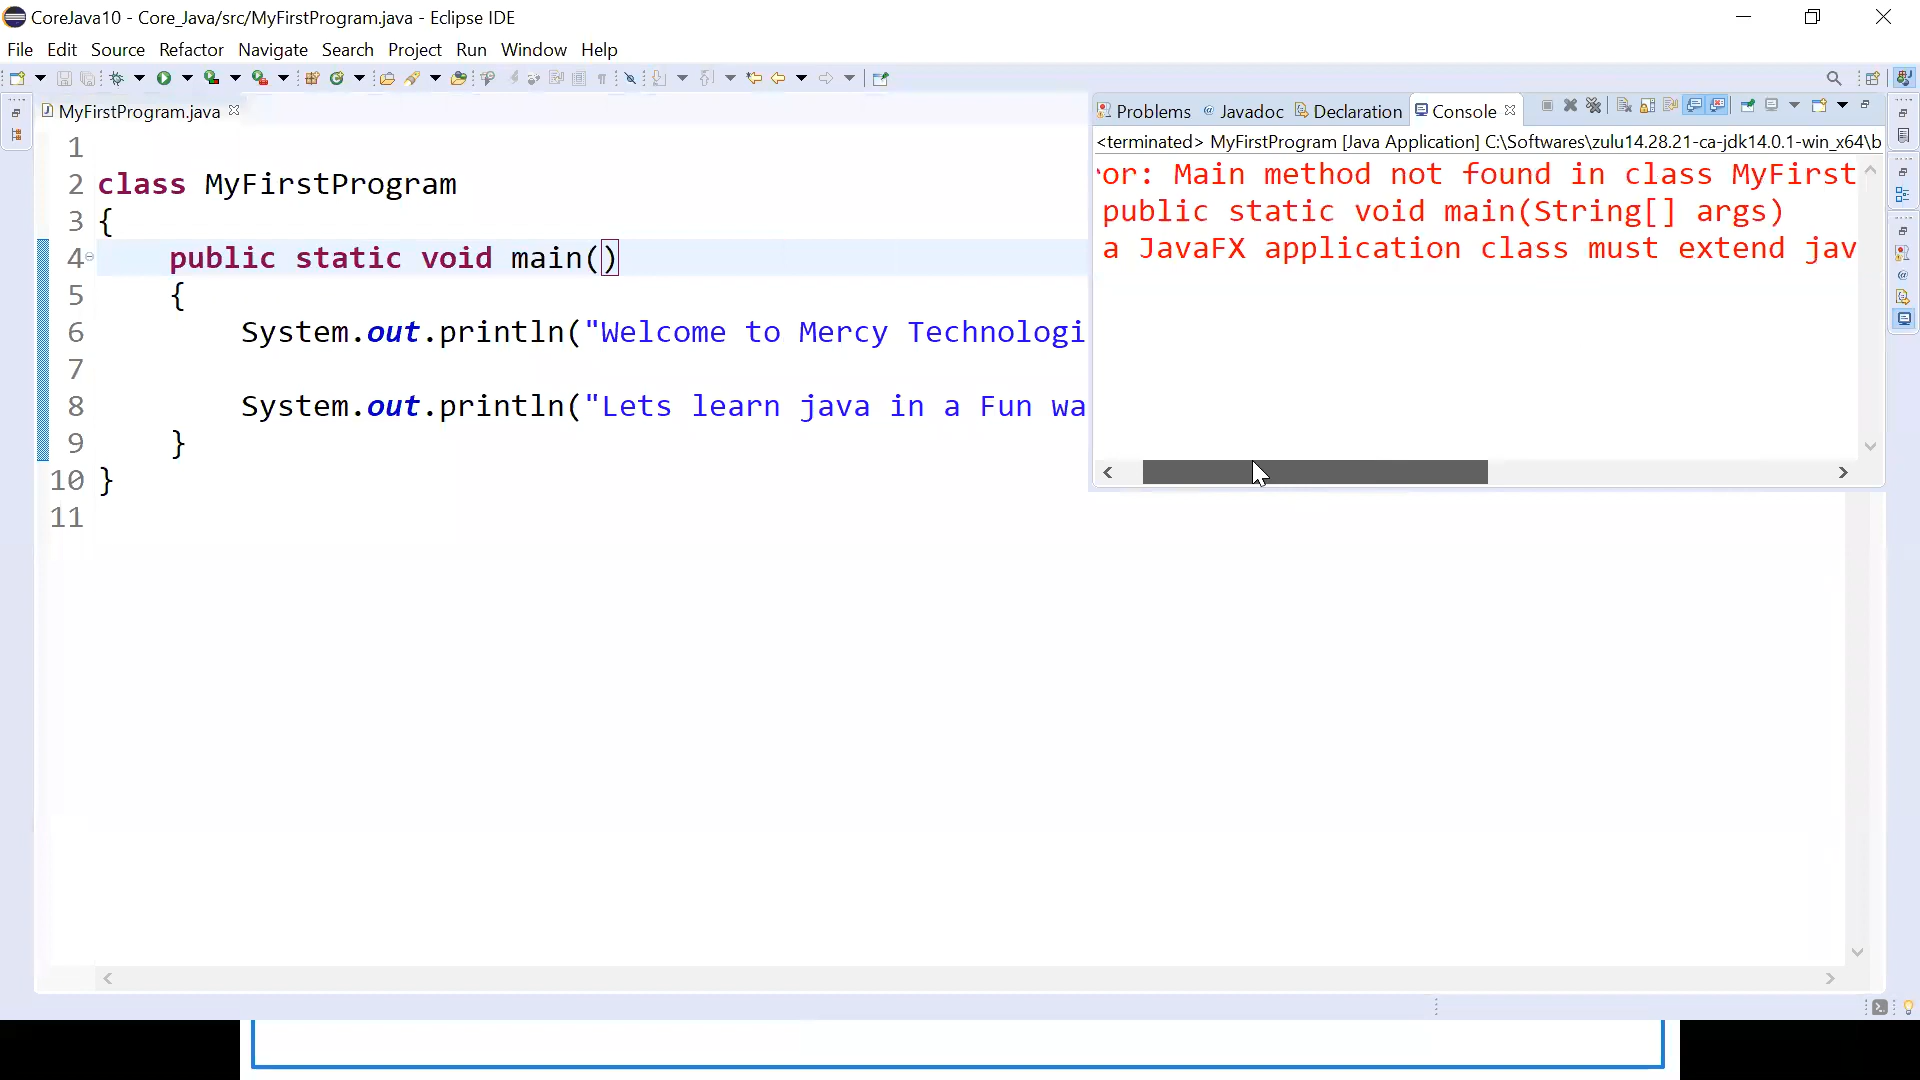 CoreJava10 - Core_Java/src/MyFirstProgram.java - Eclipse IDE
File Edit Source Refactor Navigate Search Project Run Window Help
MyFirstProgram.java
1
2 class MyFirstProgram
3 {
4 public static void main()
5 {
6 System.out.println("Welcome to Mercy Technologi
7
8 System.out.println("Lets learn java in a Fun wa
9 }
10 }
11
Problems @ Javadoc Declaration Console
<terminated> MyFirstProgram [Java Application] C:\Softwares\zulu14.28.21-ca-jdk14.0.1-win_x64\b
or: Main method not found in class MyFirst
public static void main(String[] args)
a JavaFX application class must extend jav